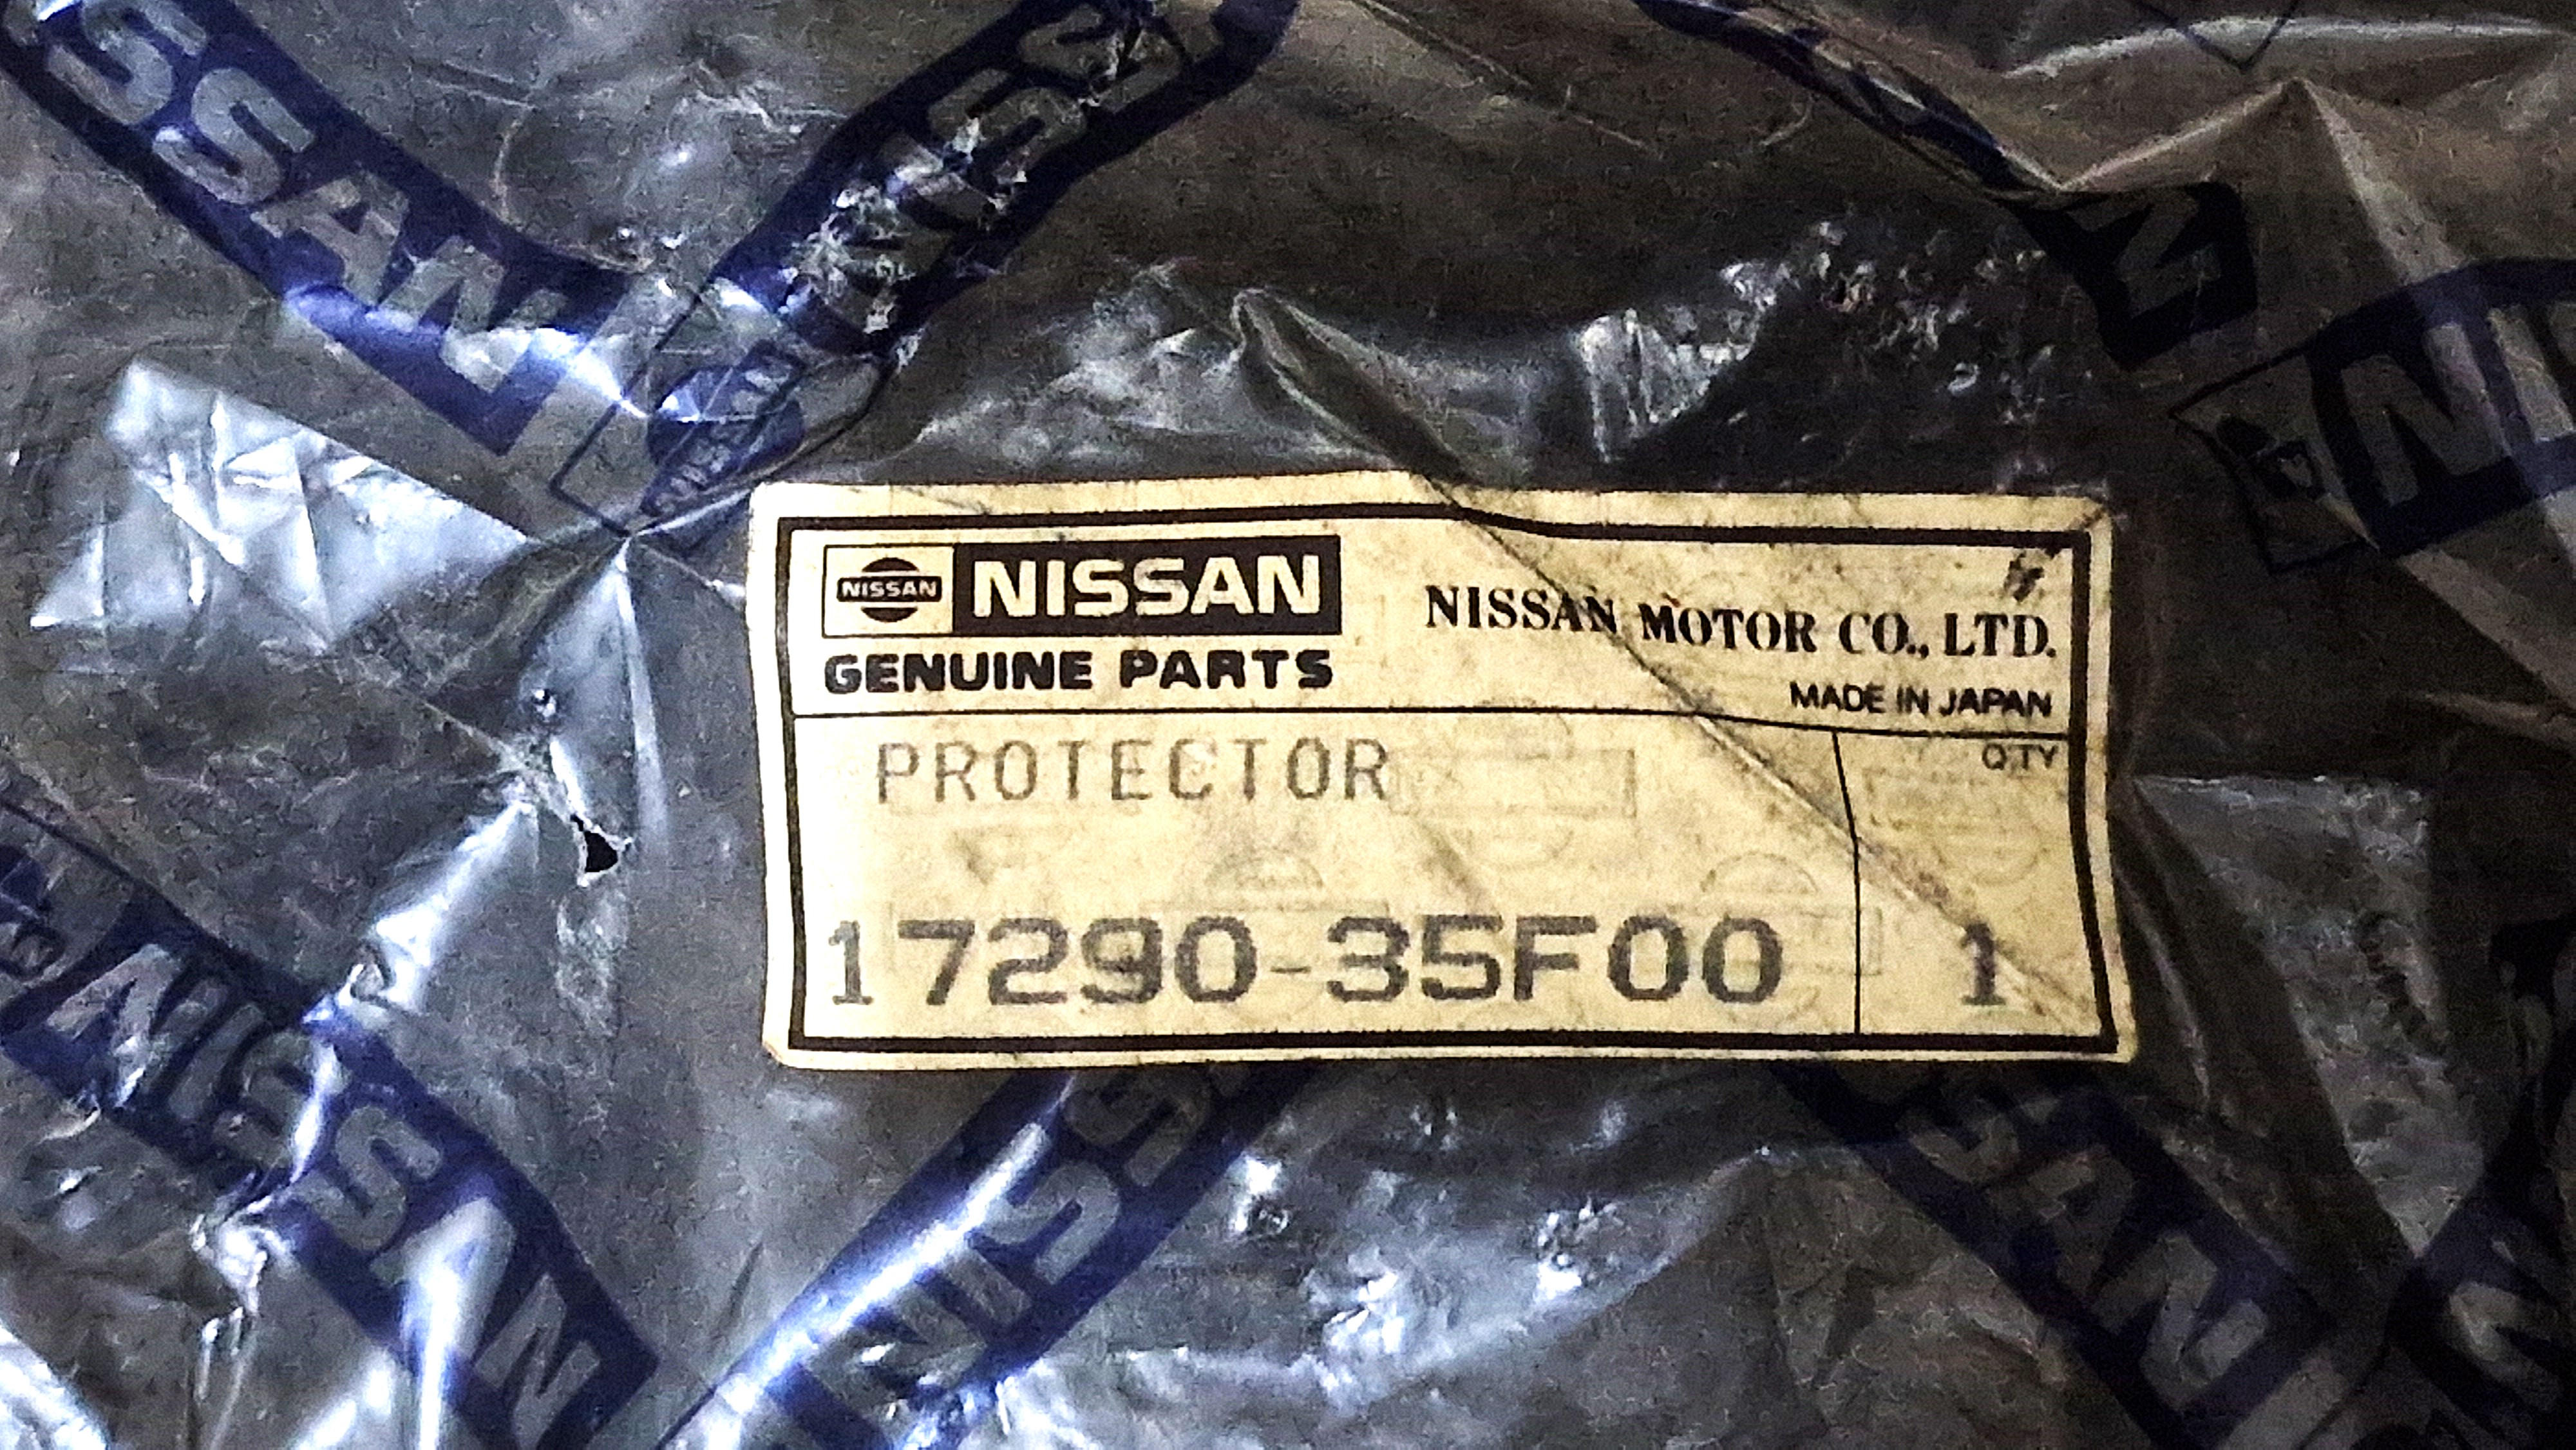 NISSAN NISSAN
GENUINE PARTS
NISSAN MOTOR CO., LTD.
MADE IN JAPAN
PROTECTOR
QTY
17290-35F00
1